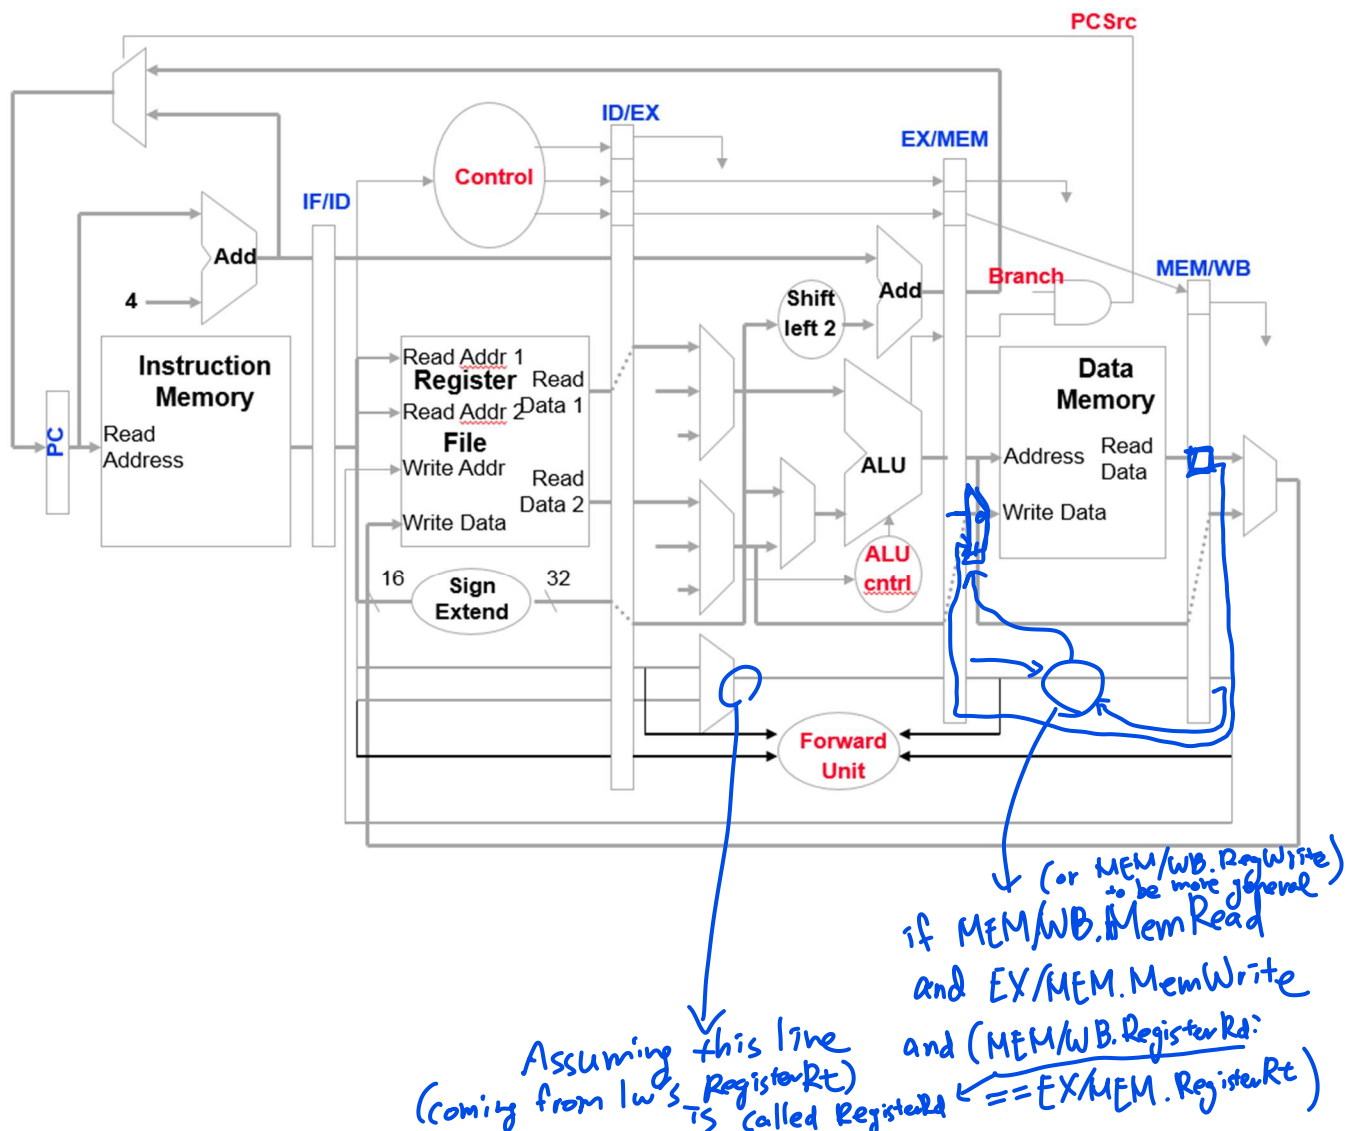 PCSrc
ID/EX
EX/MEM
Control
IF/ID
Add
4
Shift
left 2
Add
Branch
MEM/WB
Instruction
Memory
Read
Address
PC
Read Addr 1
Register
Read
Data 1
Read Addr 2
File
Write Addr
Read
Data 2
Write Data
16
Sign
Extend
32
ALU
ALU
cntrl
Data
Memory
Address
Read
Data
Write Data
0
1
Forward
Unit
(or MEM/WB.RegWrite)
to be more general
if MEM/WB.MemRead
and EX/MEM.MemWrite
and (MEM/WB.RegisterRd
== EX/MEM.RegisterRt)
Assuming this line
(coming from lw's RegisterRt)
is called RegisterRd